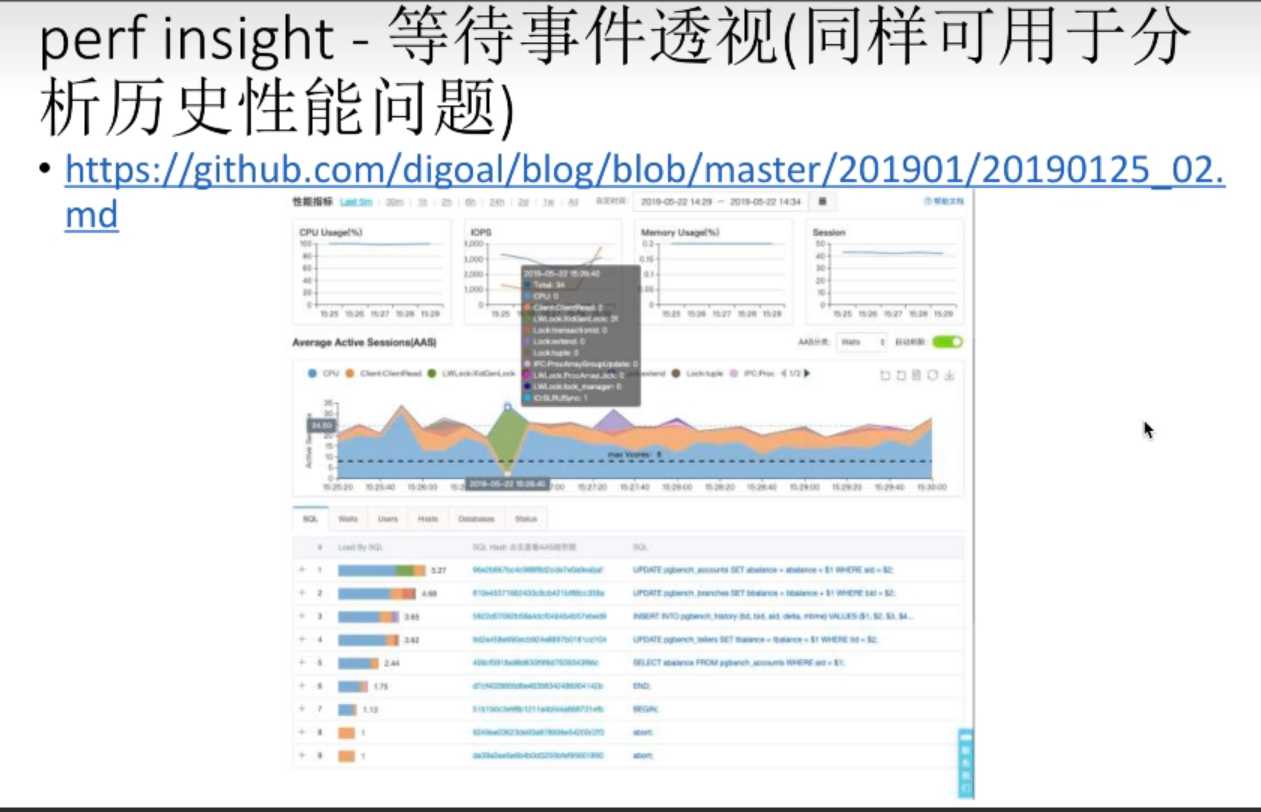 perf insight - 等待事件透视(同样可用于分
析历史性能问题)
• https://github.com/digoal/blog/blob/master/201901/20190125_02.
md
性能指标 Last 5m 30m 1h 2h 6h 24h 2d 1w All 自定时间: 2019-05-22 14:29 － 2019-05-22 14:34 帮助文档
CPU Usage(%) IOPS Memory Usage(%) Session
100 80 60 40 20 0
4,000 3,000 2,000 1,000 0
0.2 0.15 0.1 0.05 0
50 40 30 20 10 0
15:25 15:26 15:27 15:28 15:29
15:25
15:25 15:26 15:27 15:28 15:29
15:25 15:26 15:27 15:28 15:29
2019-05-22 15:26:40
Total: 34
CPU: 0
Client:ClientRead: 2
LWLock:XidGenLock: 31
Lock:transactionid: 0
Lock:extend: 0
Lock:tuple: 0
IPC:ProcArrayGroupUpdate: 0
LWLock:ProcArrayLock: 0
LWLock:lock_manager: 0
IO:SLRUSync: 1
Average Active Sessions(AAS) AAS分类: Waits 自动刷新:
CPU Client:ClientRead LWLock:XidGenLock Lock:tuple IPC:Proc 1/2
35
30
24.50
15
10
5
0
max Vcores: 8
15:25:20 15:25:40 15:26:00 2019-05-22 15:26:40 15:27:20 15:27:40 15:28:00 15:28:20 15:28:40 15:29:00 15:29:20 15:29:40 15:30:00
SQL Waits Users Hosts Databases Status
# Load By SQL SQL Hash 点击查看AAS趋势图 SQL
+ 1 5.27 UPDATE pgbench_accounts SET abalance = abalance + $1 WHERE aid = $2;
+ 2 4.68 UPDATE pgbench_branches SET bbalance = bbalance + $1 WHERE bid = $2;
+ 3 3.65 INSERT INTO pgbench_history (tid, bid, aid, delta, mtime) VALUES ($1, $2, $3, $4...
+ 4 3.62 UPDATE pgbench_tellers SET tbalance = tbalance + $1 WHERE tid = $2;
+ 5 2.44 SELECT abalance FROM pgbench_accounts WHERE aid = $1;
+ 6 1.75 END;
+ 7 1.13 BEGIN;
+ 8 1 abort;
+ 9 1 abort;
联系我们